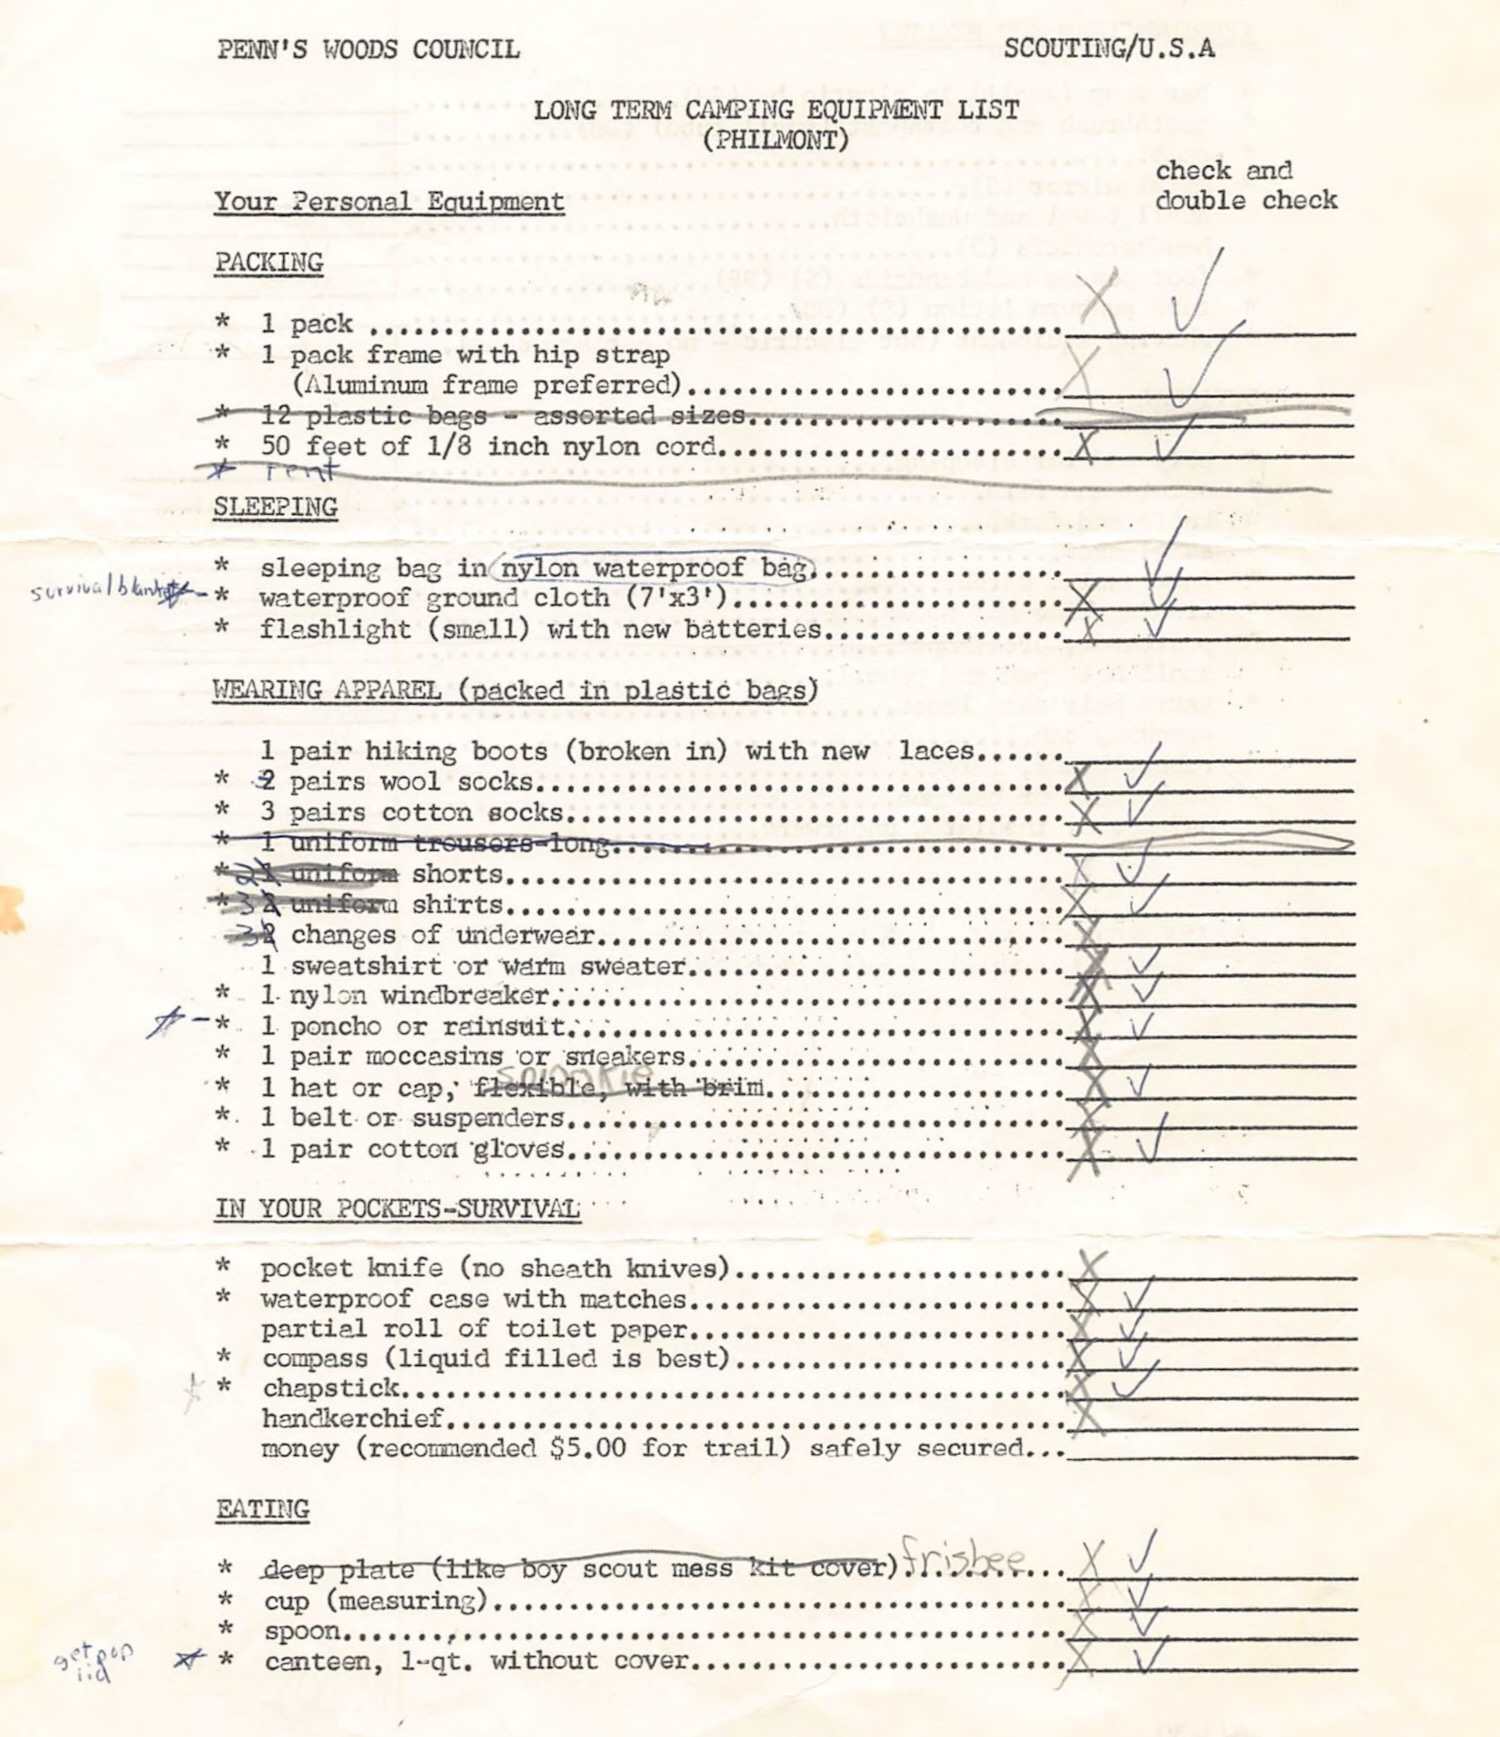 PENN'S WOODS COUNCIL SCOUTING/U.S.A
LONG TERM CAMPING EQUIPMENT LIST
(PHILMONT)
check and
Your Personal Equipment double check
PACKING
* 1 pack ............................................... X ✓
* 1 pack frame with hip strap
(Aluminum frame preferred)......................... X ✓
* 12 plastic bags - assorted sizes.....................
* 50 feet of 1/8 inch nylon cord....................... X ✓
* rent
SLEEPING
* sleeping bag in nylon waterproof bag................. ✓
survival blanket * - * waterproof ground cloth (7'x3')...................... X ✓
* flashlight (small) with new batteries................ X ✓
WEARING APPAREL (packed in plastic bags)
1 pair hiking boots (broken in) with new laces...... ✓
* 3 2 pairs wool socks................................... X ✓
* 3 pairs cotton socks................................. X ✓
* 1 uniform trousers-long..............................
* 2 1 uniform shorts..................................... X ✓
* 3 2 uniform shirts..................................... X ✓
3 2 changes of underwear............................... X
1 sweatshirt or warm sweater......................... X ✓
* 1 nylon windbreaker.................................. X ✓
* - * 1 poncho or rainsuit................................. X ✓
* 1 pair moccasins or sneakers......................... X
* 1 hat or cap, flexible, with brim.................... X ✓
* 1 belt or suspenders................................. X
* 1 pair cotton gloves................................. X ✓
IN YOUR POCKETS-SURVIVAL
* pocket knife (no sheath knives)...................... X
* waterproof case with matches......................... X ✓
partial roll of toilet paper......................... X ✓
* compass (liquid filled is best)...................... X ✓
* * chapstick............................................ X ✓
handkerchief......................................... X
money (recommended $5.00 for trail) safely secured...
EATING
* deep plate (like boy scout mess kit cover) frisbee... X ✓
* cup (measuring)...................................... X ✓
* spoon................................................ X ✓
get pop * * canteen, 1-qt. without cover......................... X ✓
lid